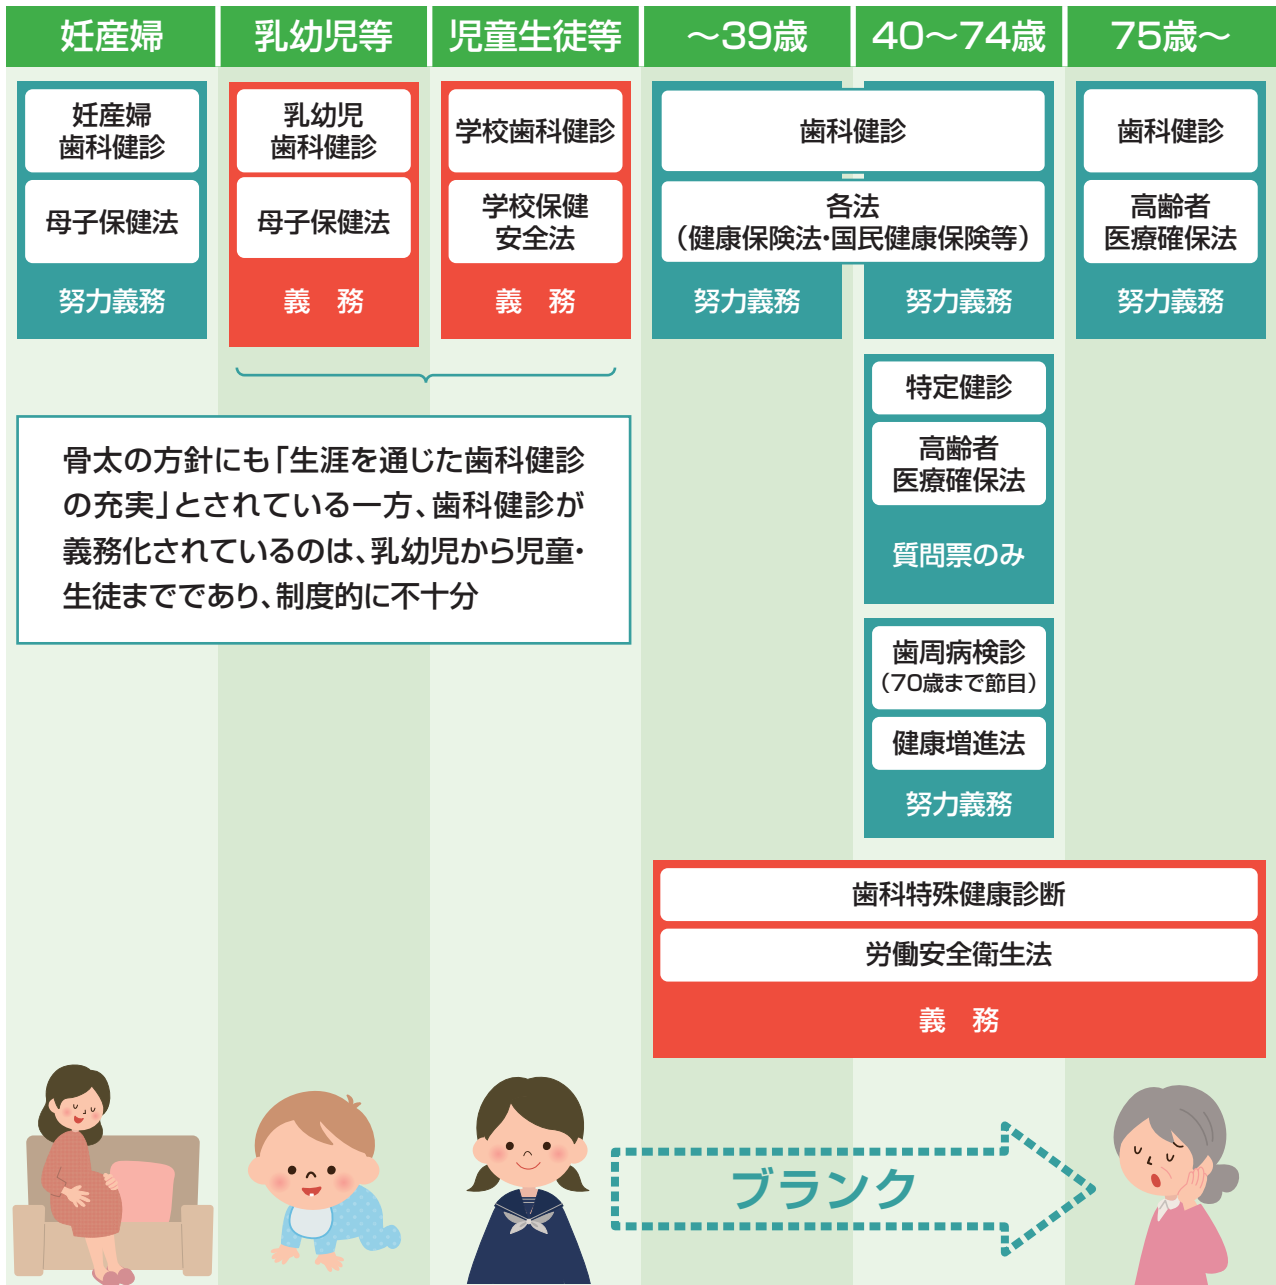 妊産婦
乳幼児等
児童生徒等
～39歳
40～74歳
75歳～
妊産婦
歯科健診
母子保健法
努力義務
乳幼児
歯科健診
母子保健法
義　務
学校歯科健診
学校保健
安全法
義　務
歯科健診
各法
（健康保険法・国民健康保険等）
努力義務
努力義務
歯科健診
高齢者
医療確保法
努力義務
特定健診
高齢者
医療確保法
質問票のみ
歯周病検診
（70歳まで節目）
健康増進法
努力義務
骨太の方針にも「生涯を通じた歯科健診
の充実」とされている一方、歯科健診が
義務化されているのは、乳幼児から児童・
生徒までであり、制度的に不十分
歯科特殊健康診断
労働安全衛生法
義　務
ブランク